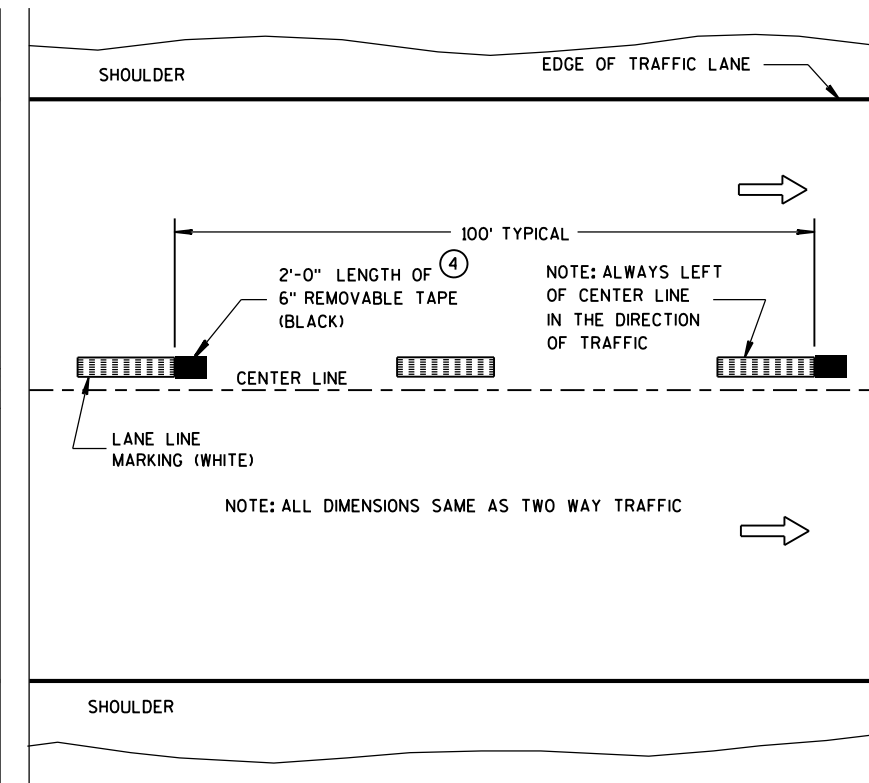 SHOULDER
EDGE OF TRAFFIC LANE
100' TYPICAL
2'-0" LENGTH OF 4
6" REMOVABLE TAPE
(BLACK)
NOTE: ALWAYS LEFT
OF CENTER LINE
IN THE DIRECTION
OF TRAFFIC
CENTER LINE
LANE LINE
MARKING (WHITE)
NOTE: ALL DIMENSIONS SAME AS TWO WAY TRAFFIC
SHOULDER